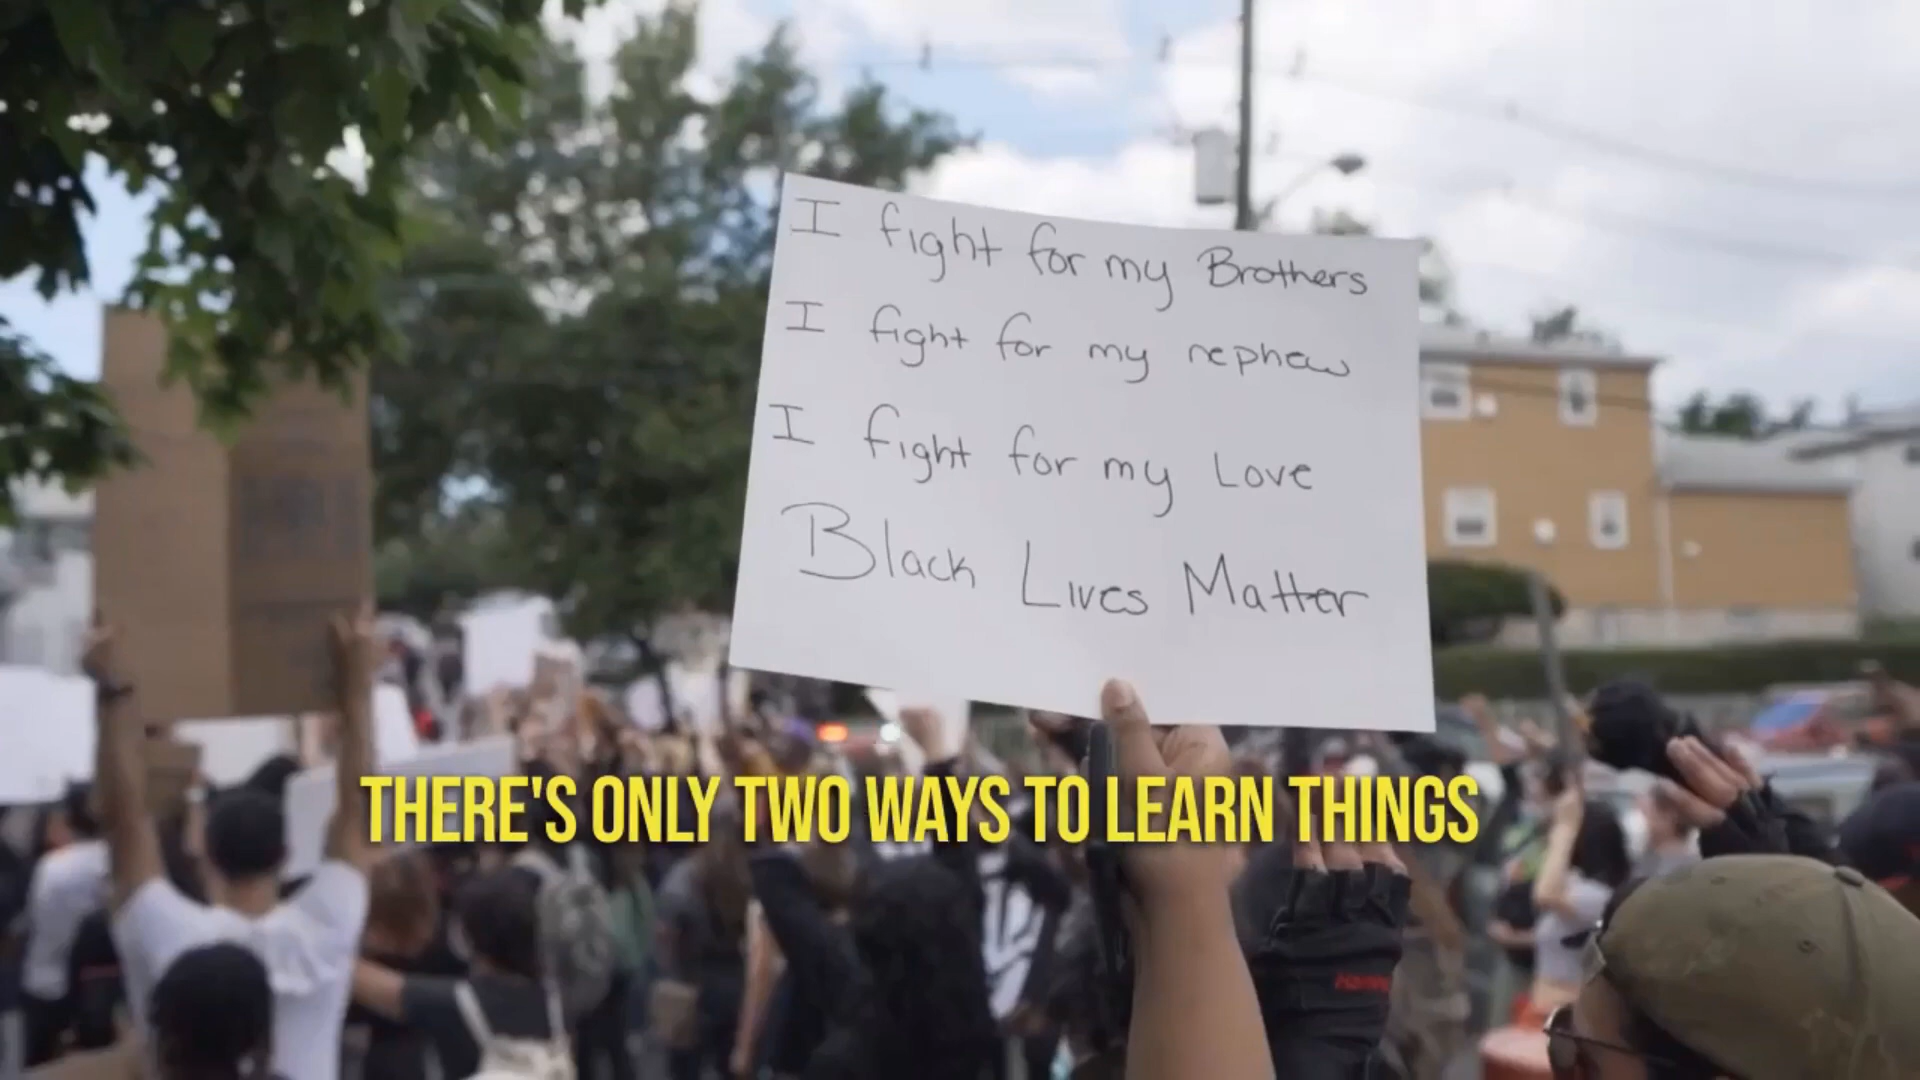 I fight for my Brothers
I fight for my nephew
I fight for my Love
Black Lives Matter
THERE'S ONLY TWO WAYS TO LEARN THINGS